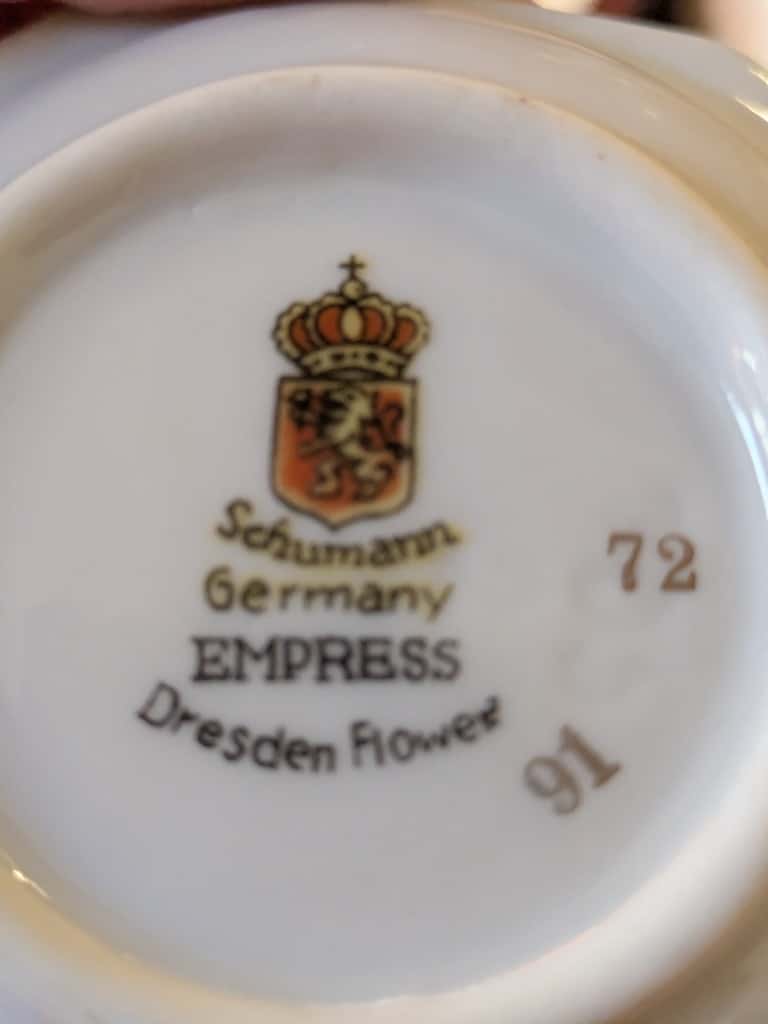 Schumann
Germany
EMPRESS
Dresden Flower
72
91